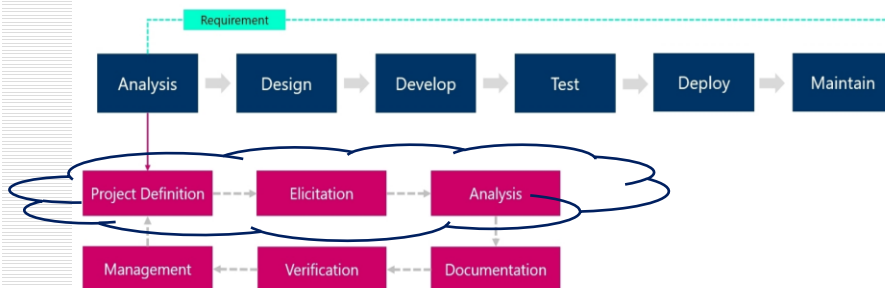 Requirement
Analysis
Design
Develop
Test
Deploy
Maintain
Project Definition
Elicitation
Analysis
Management
Verification
Documentation